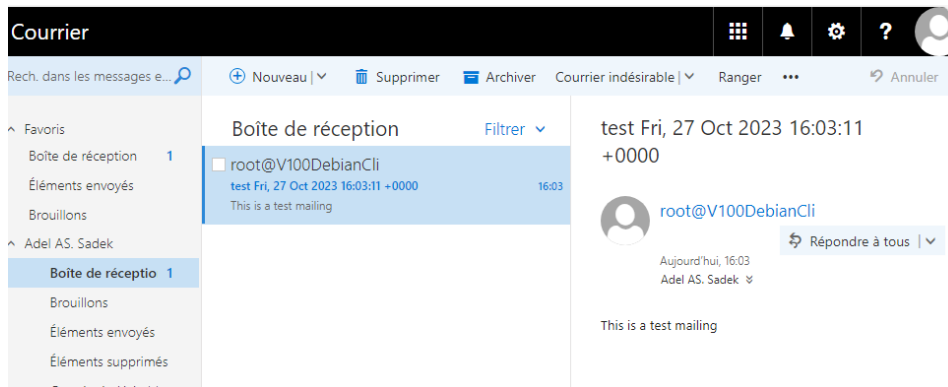 Courrier
?
Rech. dans les messages e...
Nouveau
Supprimer
Archiver
Courrier indésirable
Ranger
...
Annuler
Favoris
Boîte de réception 1
Éléments envoyés
Brouillons
Adel AS. Sadek
Boîte de réceptio 1
Brouillons
Éléments envoyés
Éléments supprimés
Boîte de réception
Filtrer
root@V100DebianCli
test Fri, 27 Oct 2023 16:03:11 +0000
16:03
This is a test mailing
test Fri, 27 Oct 2023 16:03:11
+0000
root@V100DebianCli
Répondre à tous
Aujourd'hui, 16:03
Adel AS. Sadek
This is a test mailing